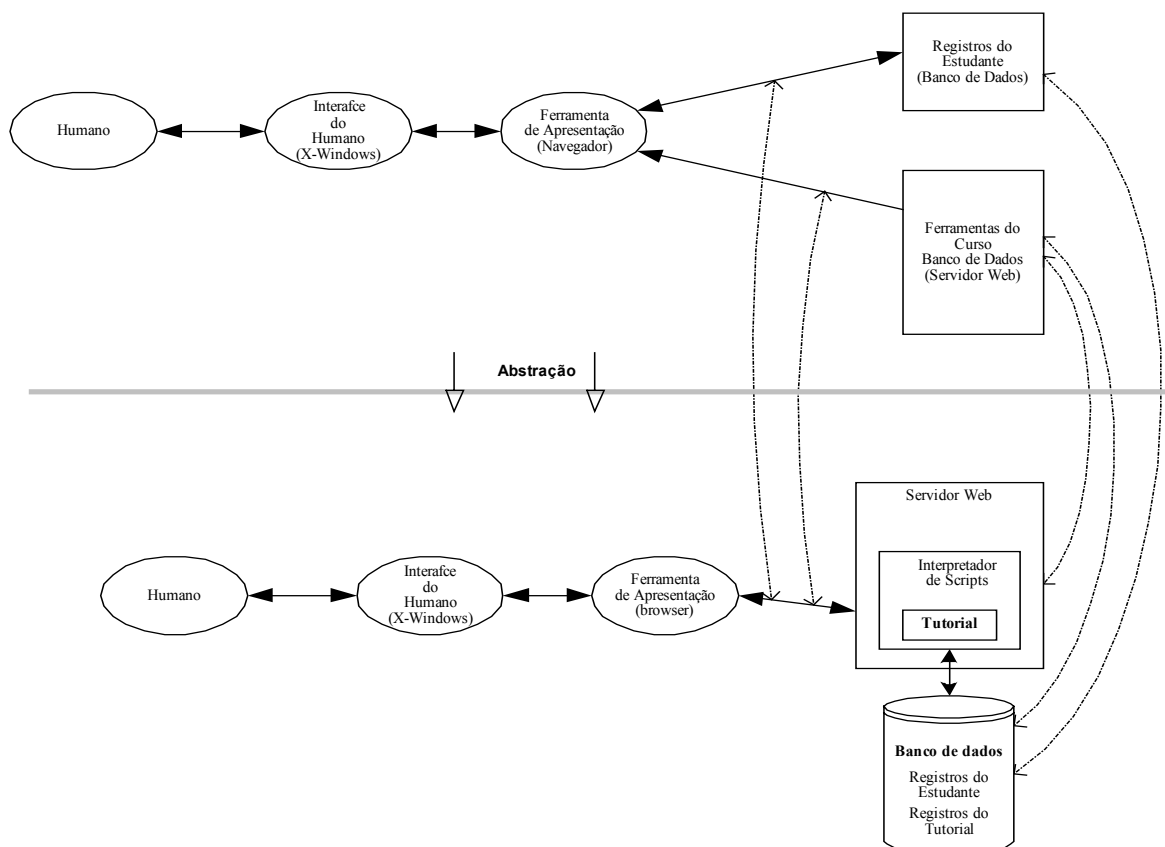 Registros do
Estudante
(Banco de Dados)
Humano
Interafce
do
Humano
(X-Windows)
Ferramenta
de Apresentação
(Navegador)
Ferramentas do
Curso
Banco de Dados
(Servidor Web)
Abstração
Servidor Web
Interpretador
de Scripts
Tutorial
Humano
Interafce
do
Humano
(X-Windows)
Ferramenta
de Apresentação
(browser)
Banco de dados
Registros do
Estudante
Registros do
Tutorial